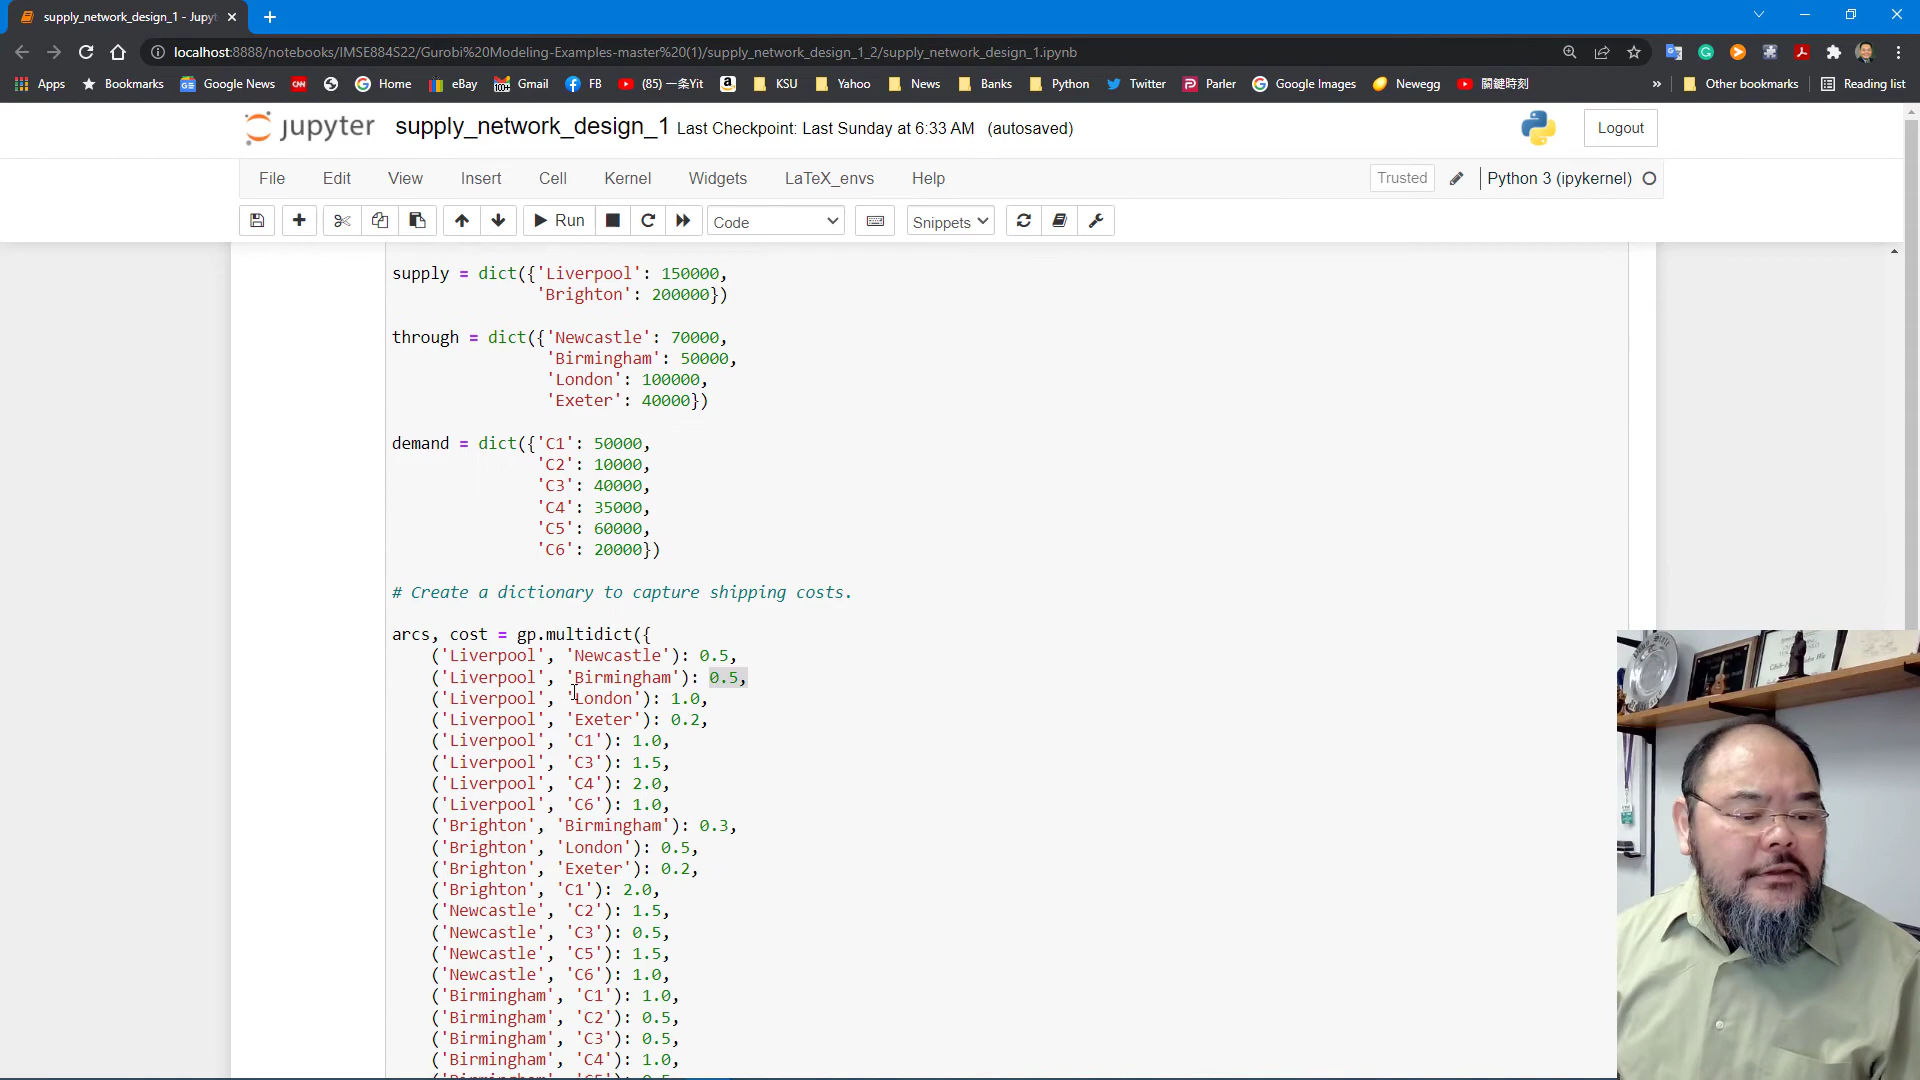 supply_network_design_1 - Jupyt
localhost:8888/notebooks/IMSE884S22/Gurobi%20Modeling-Examples-master%20(1)/supply_network_design_1_2/supply_network_design_1.ipynb
Apps Bookmarks Google News Home eBay Gmail FB (85) 一条Yit KSU Yahoo News Banks Python Twitter Parler Google Images Newegg 關鍵時刻 » Other bookmarks Reading list
jupyter supply_network_design_1 Last Checkpoint: Last Sunday at 6:33 AM (autosaved) Logout
File Edit View Insert Cell Kernel Widgets LaTeX_envs Help Trusted Python 3 (ipykernel)
Run Code Snippets
supply = dict({'Liverpool': 150000,
'Brighton': 200000})
through = dict({'Newcastle': 70000,
'Birmingham': 50000,
'London': 100000,
'Exeter': 40000})
demand = dict({'C1': 50000,
'C2': 10000,
'C3': 40000,
'C4': 35000,
'C5': 60000,
'C6': 20000})
# Create a dictionary to capture shipping costs.
arcs, cost = gp.multidict({
('Liverpool', 'Newcastle'): 0.5,
('Liverpool', 'Birmingham'): 0.5,
('Liverpool', 'London'): 1.0,
('Liverpool', 'Exeter'): 0.2,
('Liverpool', 'C1'): 1.0,
('Liverpool', 'C3'): 1.5,
('Liverpool', 'C4'): 2.0,
('Liverpool', 'C6'): 1.0,
('Brighton', 'Birmingham'): 0.3,
('Brighton', 'London'): 0.5,
('Brighton', 'Exeter'): 0.2,
('Brighton', 'C1'): 2.0,
('Newcastle', 'C2'): 1.5,
('Newcastle', 'C3'): 0.5,
('Newcastle', 'C5'): 1.5,
('Newcastle', 'C6'): 1.0,
('Birmingham', 'C1'): 1.0,
('Birmingham', 'C2'): 0.5,
('Birmingham', 'C3'): 0.5,
('Birmingham', 'C4'): 1.0,